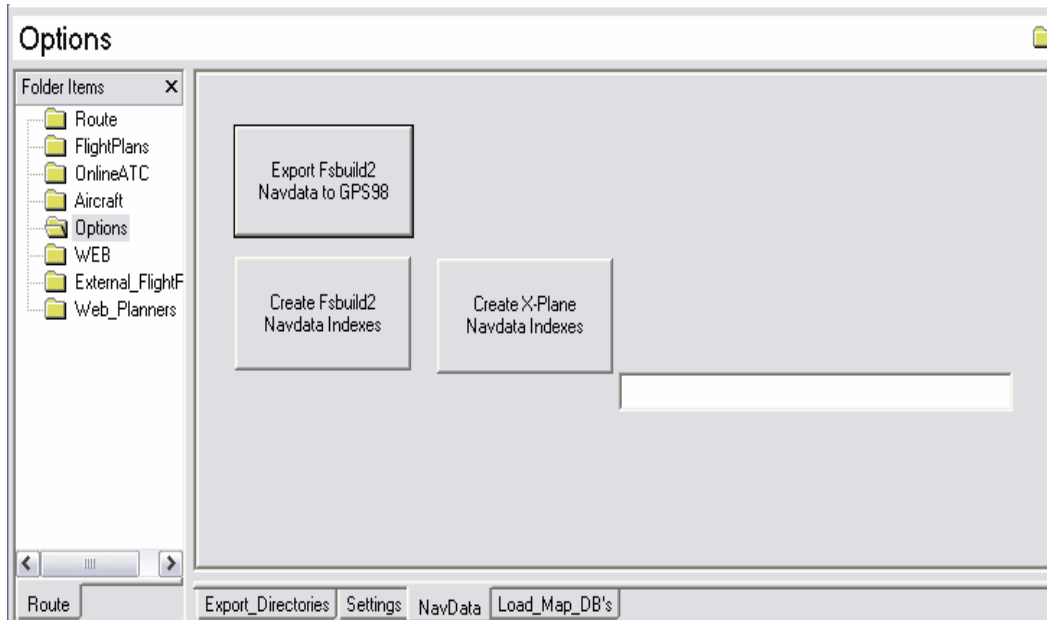 Options
Folder Items
Route
FlightPlans
OnlineATC
Aircraft
Options
WEB
External_FlightF
Web_Planners
Route
Export Fsbuild2
Navdata to GPS98
Create Fsbuild2
Navdata Indexes
Create X-Plane
Navdata Indexes
Export_Directories
Settings
NavData
Load_Map_DB's